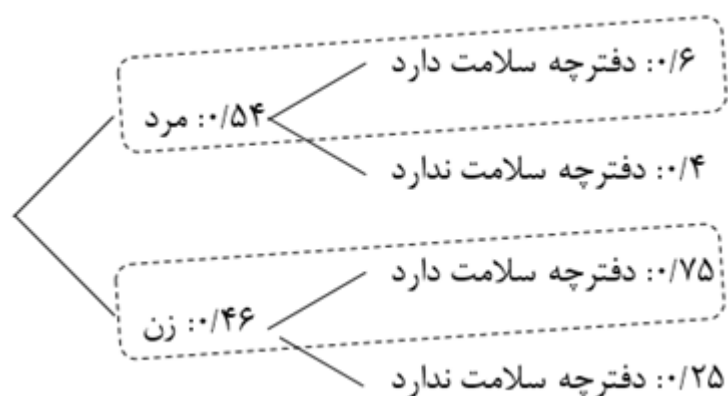 ۰/۶: دفترچه سلامت دارد
۰/۵۴: مرد
۰/۴: دفترچه سلامت ندارد
۰/۷۵: دفترچه سلامت دارد
۰/۴۶: زن
۰/۲۵: دفترچه سلامت ندارد